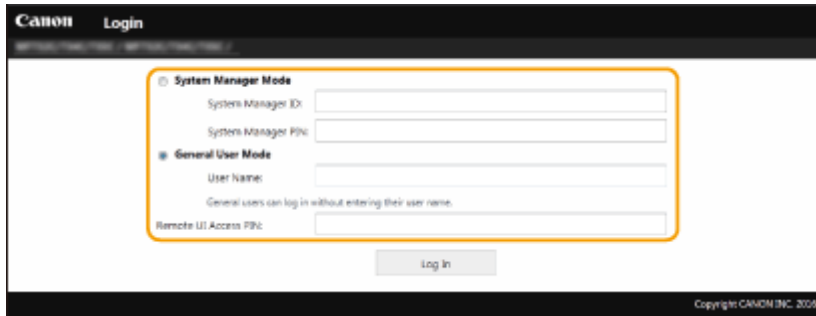 Canon Login
System Manager Mode
System Manager ID:
System Manager PIN:
General User Mode
User Name:
General users can log in without entering their user name.
Remote UI Access PIN:
Log In
Copyright CANON INC. 2016